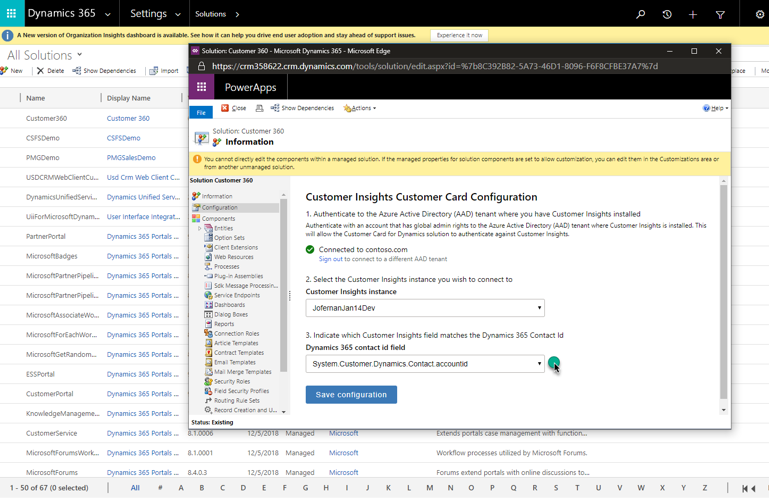 Dynamics 365
Settings
Solutions
A New version of Organization Insights dashboard is available. See how it can help you drive end user adoption and stay ahead of support issues.
Experience it now
All Solutions
New
Delete
Show Dependencies
Import
Name
Display Name
Customer360
Customer 360
CSFSDemo
CSFSDemo
PMGDemo
PMGSalesDemo
USDCRMWebClientCu...
Usd Crm Web Client C...
DynamicsUnifiedServi...
Dynamics Unified Serv...
UiiForMicrosoftDynam...
User Interface Integrat...
PartnerPortal
Dynamics 365 Portals ...
MicrosoftBadges
Dynamics 365 Portals ...
MicrosoftPartnerPipeli...
Dynamics 365 Portals ...
MicrosoftPartnerPipeli...
Dynamics 365 Portals ...
MicrosoftAssociateWo...
Dynamics 365 Portals ...
MicrosoftForEachWor...
Dynamics 365 Portals ...
MicrosoftGetRandom...
Dynamics 365 Portals ...
ESSPortal
Dynamics 365 Portals ...
CustomerPortal
Dynamics 365 Portals ...
KnowledgeManageme...
Dynamics 365 Portals ...
CustomerService
Dynamics 365 Portals ...
8.1.0006
12/5/2018
Managed
Microsoft
Extends portals case management with function...
MicrosoftForumsWork...
Dynamics 365 Portals ...
8.1.0001
12/5/2018
Managed
Microsoft
Workflow processes utilized by Microsoft Forums.
MicrosoftForums
Dynamics 365 Portals ...
8.4.0.3
12/5/2018
Managed
Microsoft
Forums extend portals with online discussions to...
1 - 50 of 67 (0 selected)
All # A B C D E F G H I J K L M N O P Q R S T U V W X Y Z
Solution: Customer 360 - Microsoft Dynamics 365 - Microsoft Edge
https://crm358622.crm.dynamics.com/tools/solution/edit.aspx?id=%7b8C392B82-5A73-46D1-8096-F6F8CFBE37A7%7d
PowerApps
File
Close
Show Dependencies
Actions
Help
Solution: Customer 360
Information
You cannot directly edit the components within a managed solution. If the managed properties for solution components are set to allow customization, you can edit them in the Customizations area or
from another unmanaged solution.
Solution Customer 360
Information
Configuration
Components
Entities
Option Sets
Client Extensions
Web Resources
Processes
Plug-in Assemblies
Sdk Message Processin...
Service Endpoints
Dashboards
Dialog Boxes
Reports
Connection Roles
Article Templates
Contract Templates
Email Templates
Mail Merge Templates
Security Roles
Field Security Profiles
Routing Rule Sets
Record Creation and U...
Status: Existing
Customer Insights Customer Card Configuration
1. Authenticate to the Azure Active Directory (AAD) tenant where you have Customer Insights installed
Authenticate with an account that has global admin rights to the Azure Active Directory (AAD) tenant where Customer Insights is installed. This
will allow the Customer Card for Dynamics solution to authenticate against Customer Insights.
Connected to contoso.com
Sign out to connect to a different AAD tenant
2. Select the Customer Insights instance you wish to connect to
Customer Insights instance
JofernanJan14Dev
3. Indicate which Customer Insights field matches the Dynamics 365 Contact Id
Dynamics 365 contact id field
System.Customer.Dynamics.Contact.accountid
Save configuration